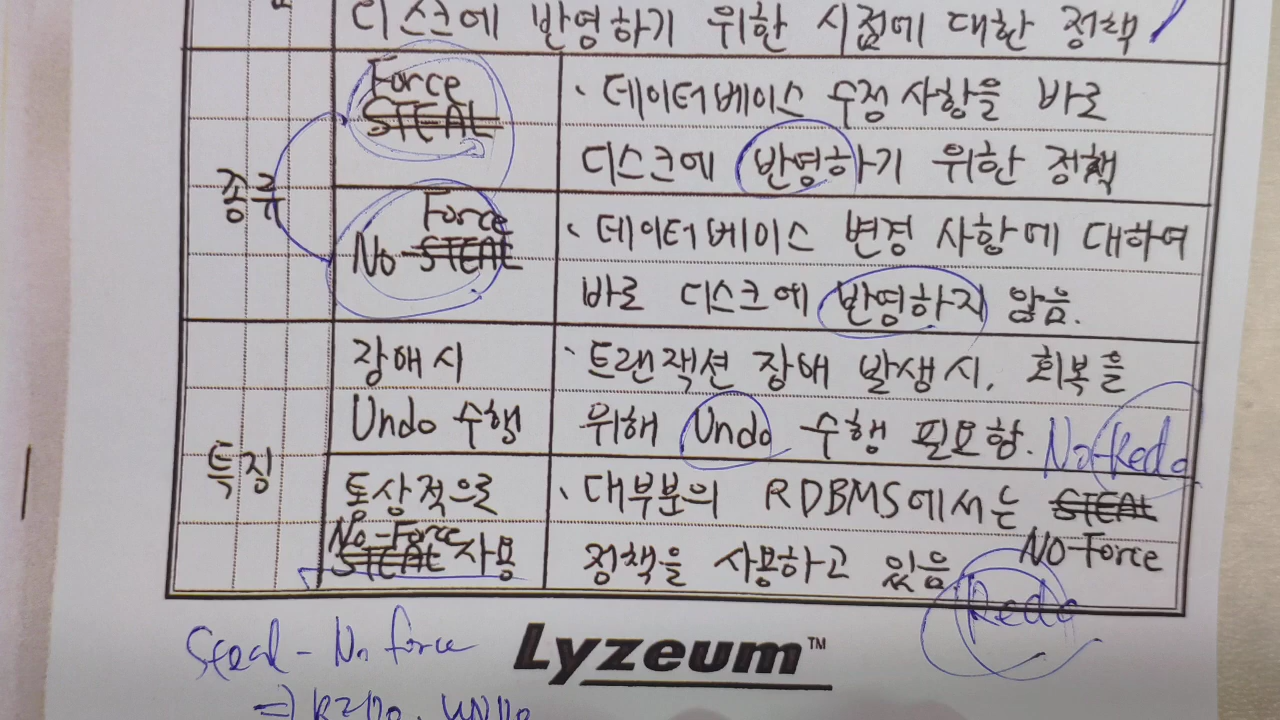 디스크에 반영하기 위한 시점에 대한 정책
종류
Force
STEAL
· 데이터베이스 수정 사항을 바로
디스크에 반영하기 위한 정책
Force
No STEAL
· 데이터베이스 변경 사항에 대하여
바로 디스크에 반영하지 않음.
특징
장애시
Undo 수행
· 트랜잭션 장애 발생시, 회복을
위해 Undo 수행 필요함. No-Redo
통상적으로
No-Force
STEAL 사용
· 대부분의 RDBMS에서는 STEAL
NO-Force
정책을 사용하고 있음
Redo
Steal - No force
Lyzeum™
⇒ Redo, UNDO